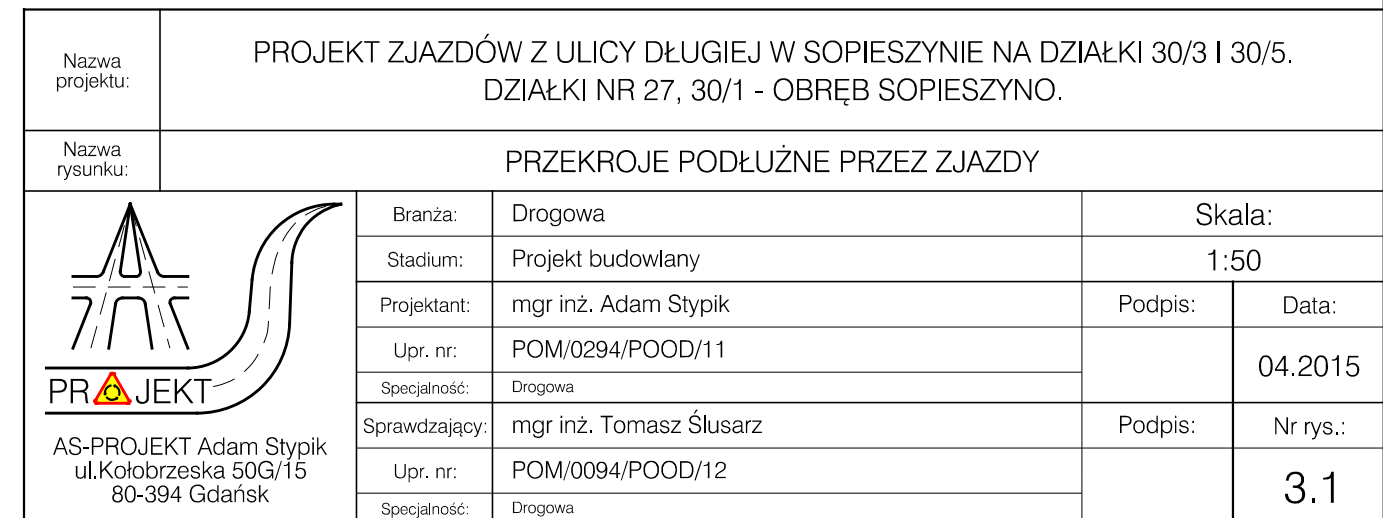 Nazwa
projektu:
PROJEKT ZJAZDÓW Z ULICY DŁUGIEJ W SOPIESZYNIE NA DZIAŁKI 30/3 I 30/5.
DZIAŁKI NR 27, 30/1 - OBRĘB SOPIESZYNO.
Nazwa
rysunku:
PRZEKROJE PODŁUŻNE PRZEZ ZJAZDY
PR JEKT
AS-PROJEKT Adam Stypik
ul.Kołobrzeska 50G/15
80-394 Gdańsk
Branża: Drogowa
Skala:
Stadium: Projekt budowlany
1:50
Projektant: mgr inż. Adam Stypik
Podpis:
Data:
Upr. nr: POM/0294/POOD/11
04.2015
Specjalność: Drogowa
Sprawdzający: mgr inż. Tomasz Ślusarz
Podpis:
Nr rys.:
Upr. nr: POM/0094/POOD/12
3.1
Specjalność: Drogowa